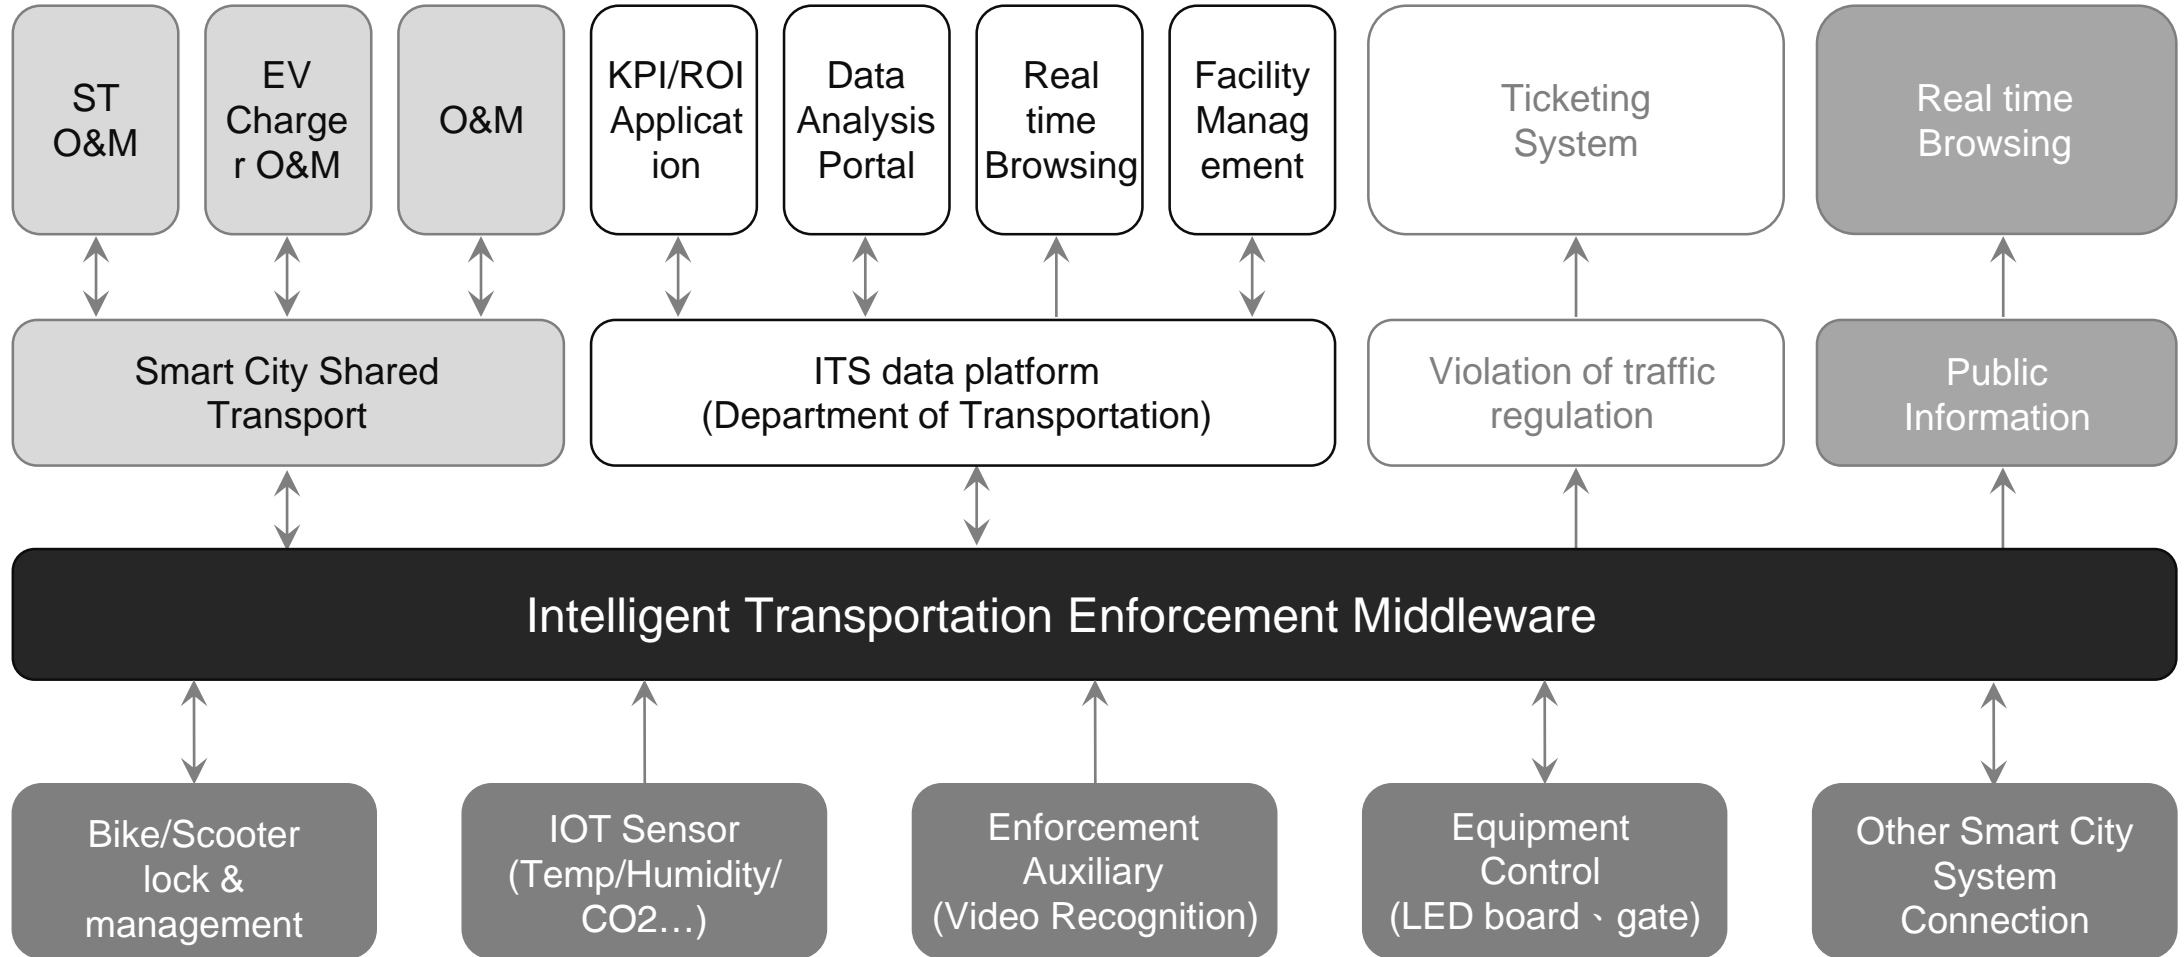 ST
O&M
EV
Charge
r O&M
O&M
KPI/ROI
Applicat
ion
Data
Analysis
Portal
Real
time
Browsing
Facility
Manag
ement
Ticketing
System
Real time
Browsing
Smart City Shared
Transport
ITS data platform
(Department of Transportation)
Violation of traffic
regulation
Public
Information
Intelligent Transportation Enforcement Middleware
Bike/Scooter
lock &
management
IOT Sensor
(Temp/Humidity/
CO2…)
Enforcement
Auxiliary
(Video Recognition)
Equipment
Control
(LED board、gate)
Other Smart City
System
Connection